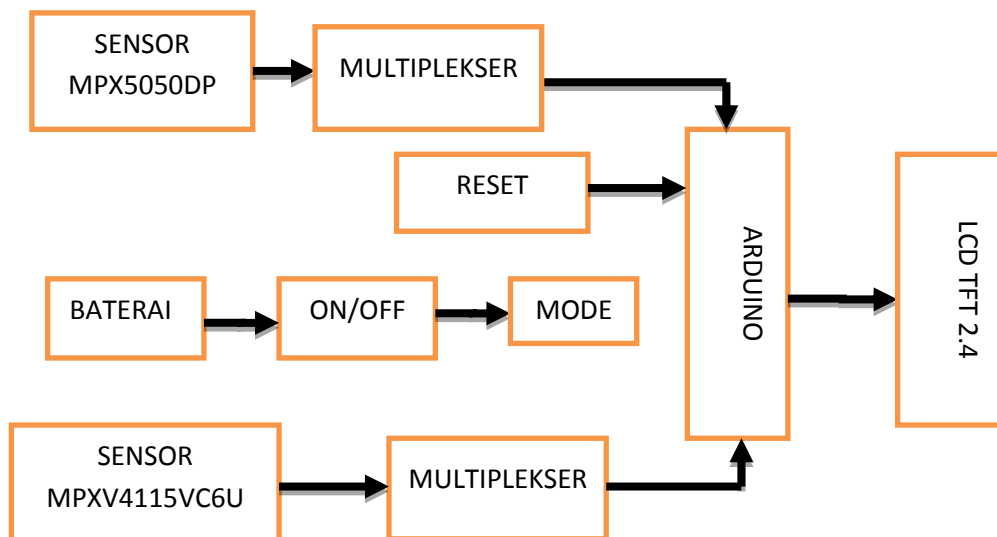 SENSOR
MPX5050DP
MULTIPLEKSER
RESET
ARDUINO
LCD TFT 2.4
BATERAI
ON/OFF
MODE
SENSOR
MPXV4115VC6U
MULTIPLEKSER